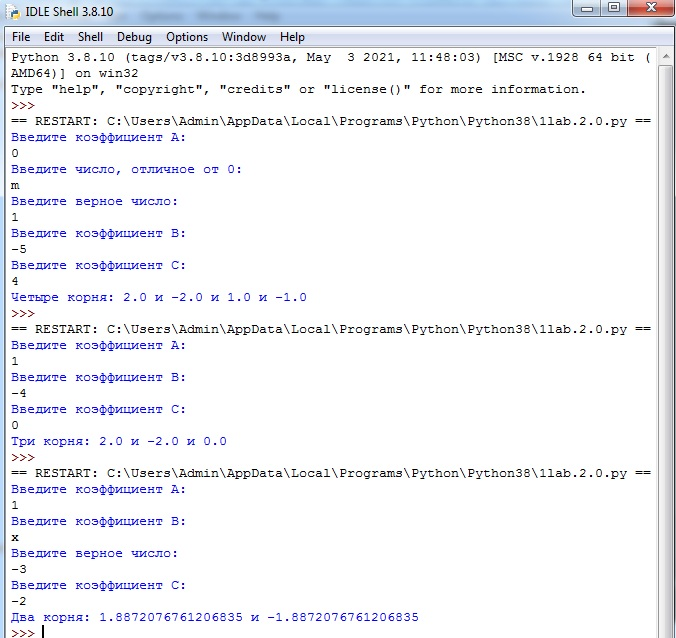 IDLE Shell 3.8.10
File Edit Shell Debug Options Window Help
Python 3.8.10 (tags/v3.8.10:3d8993a, May  3 2021, 11:48:03) [MSC v.1928 64 bit (
AMD64)] on win32
Type "help", "copyright", "credits" or "license()" for more information.
>>>
== RESTART: C:\Users\Admin\AppData\Local\Programs\Python\Python38\1lab.2.0.py ==
Введите коэффициент A:
0
Введите число, отличное от 0:
m
Введите верное число:
1
Введите коэффициент B:
-5
Введите коэффициент C:
4
Четыре корня: 2.0 и -2.0 и 1.0 и -1.0
>>>
== RESTART: C:\Users\Admin\AppData\Local\Programs\Python\Python38\1lab.2.0.py ==
Введите коэффициент A:
1
Введите коэффициент B:
-4
Введите коэффициент C:
0
Три корня: 2.0 и -2.0 и 0.0
>>>
== RESTART: C:\Users\Admin\AppData\Local\Programs\Python\Python38\1lab.2.0.py ==
Введите коэффициент A:
1
Введите коэффициент B:
x
Введите верное число:
-3
Введите коэффициент C:
-2
Два корня: 1.8872076761206835 и -1.8872076761206835
>>>